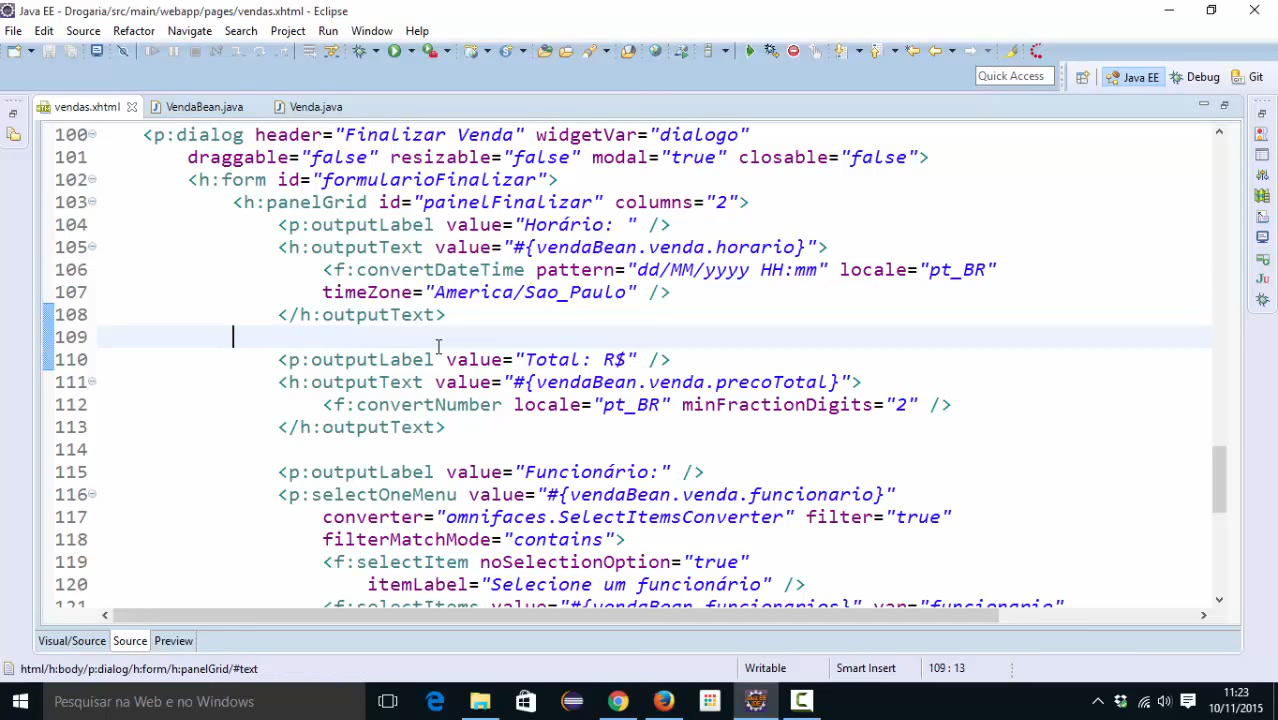 Java EE - Drogaria/src/main/webapp/pages/vendas.xhtml - Eclipse
File Edit Source Refactor Navigate Search Project Run Window Help
Quick Access Java EE Debug Git
vendas.xhtml VendaBean.java Venda.java
100 <p:dialog header="Finalizar Venda" widgetVar="dialogo"
101 draggable="false" resizable="false" modal="true" closable="false">
102 <h:form id="formularioFinalizar">
103 <h:panelGrid id="painelFinalizar" columns="2">
104 <p:outputLabel value="Horário: " />
105 <h:outputText value="#{vendaBean.venda.horario}">
106 <f:convertDateTime pattern="dd/MM/yyyy HH:mm" locale="pt_BR"
107 timeZone="America/Sao_Paulo" />
108 </h:outputText>
109
110 <p:outputLabel value="Total: R$" />
111 <h:outputText value="#{vendaBean.venda.precoTotal}">
112 <f:convertNumber locale="pt_BR" minFractionDigits="2" />
113 </h:outputText>
114
115 <p:outputLabel value="Funcionário:" />
116 <p:selectOneMenu value="#{vendaBean.venda.funcionario}"
117 converter="omnifaces.SelectItemsConverter" filter="true"
118 filterMatchMode="contains">
119 <f:selectItem noSelectionOption="true"
120 itemLabel="Selecione um funcionário" />
121 <f:selectItems value="#{vendaBean.funcionarios}" var="funcionario"
Visual/Source Source Preview
html/h:body/p:dialog/h:form/h:panelGrid/#text Writable Smart Insert 109 : 13
Pesquisar na Web e no Windows 11:23
10/11/2015